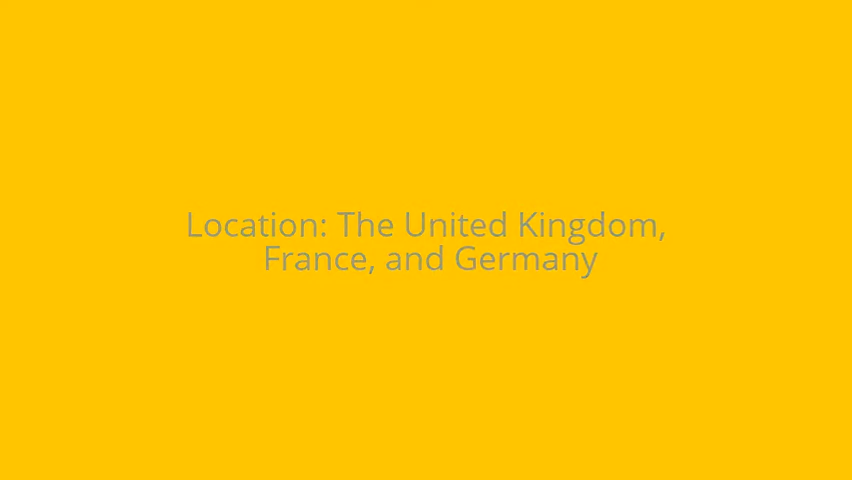 Location: The United Kingdom,
France, and Germany